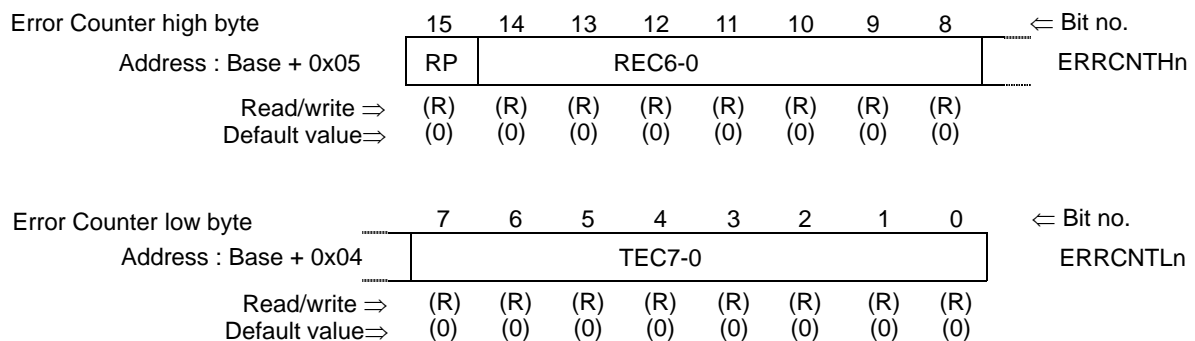 Error Counter high byte 15 14 13 12 11 10 9 8 ⇐ Bit no.
Address : Base + 0x05 RP REC6-0 ERRCNTHn
Read/write ⇒ (R) (R) (R) (R) (R) (R) (R) (R)
Default value⇒ (0) (0) (0) (0) (0) (0) (0) (0)
Error Counter low byte 7 6 5 4 3 2 1 0 ⇐ Bit no.
Address : Base + 0x04 TEC7-0 ERRCNTLn
Read/write ⇒ (R) (R) (R) (R) (R) (R) (R) (R)
Default value⇒ (0) (0) (0) (0) (0) (0) (0) (0)